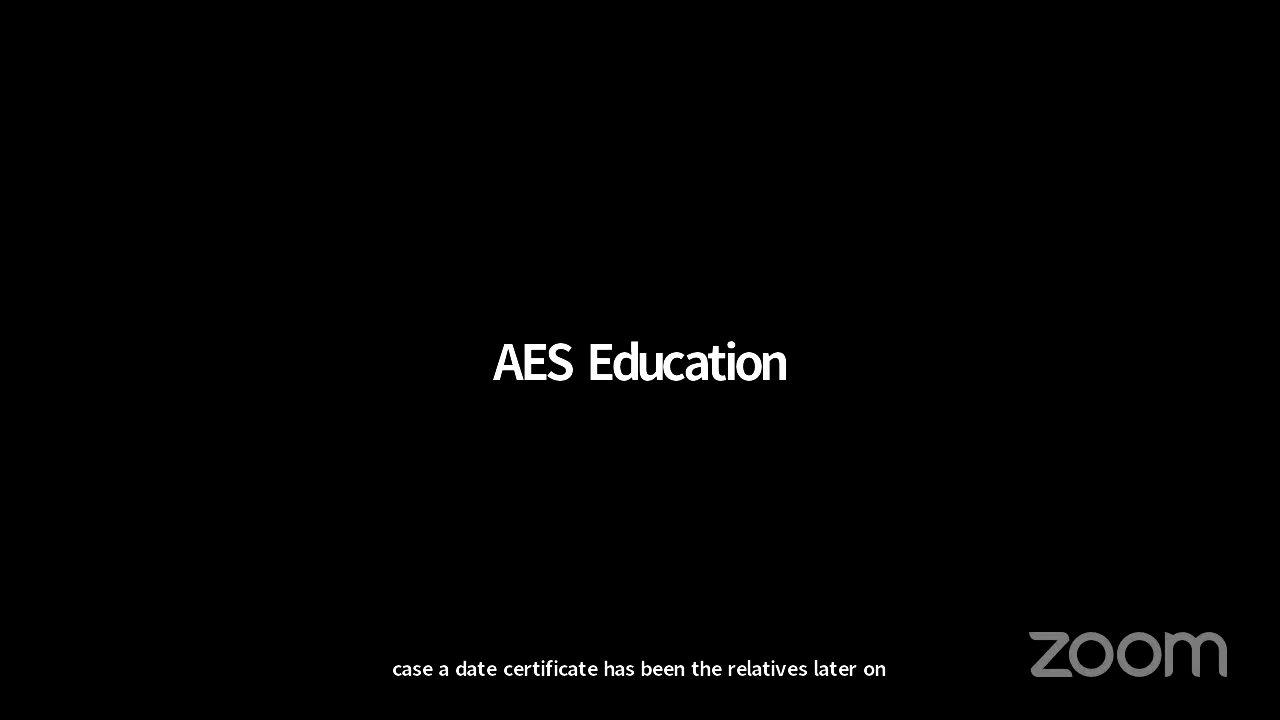 AES Education
zoom
case a date certificate has been the relatives later on